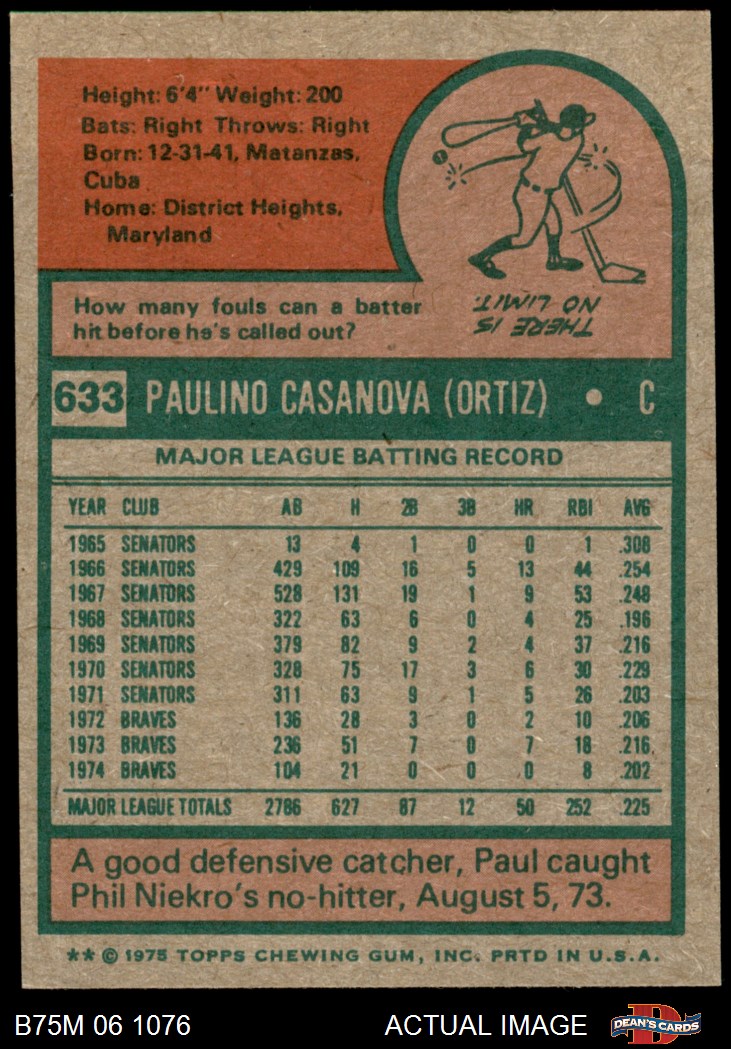 Height: 6'4" Weight: 200
Bats: Right Throws: Right
Born: 12-31-41, Matanzas,
Cuba
Home: District Heights,
Maryland
How many fouls can a batter
hit before he's called out?
THERE IS
NO LIMIT.
633 PAULINO CASANOVA (ORTIZ) • C
MAJOR LEAGUE BATTING RECORD
YEAR CLUB AB H 2B 3B HR RBI AVG
1965 SENATORS 13 4 1 0 0 1 .308
1966 SENATORS 429 109 16 5 13 44 .254
1967 SENATORS 528 131 19 1 9 53 .248
1968 SENATORS 322 63 6 0 4 25 .196
1969 SENATORS 379 82 9 2 4 37 .216
1970 SENATORS 328 75 17 3 6 30 .229
1971 SENATORS 311 63 9 1 5 26 .203
1972 BRAVES 136 28 3 0 2 10 .206
1973 BRAVES 236 51 7 0 7 18 .216
1974 BRAVES 104 21 0 0 0 8 .202
MAJOR LEAGUE TOTALS 2786 627 87 12 50 252 .225
A good defensive catcher, Paul caught
Phil Niekro's no-hitter, August 5, 73.
** © 1975 TOPPS CHEWING GUM, INC. PRTD IN U.S.A.
B75M 06 1076 ACTUAL IMAGE DEAN'S CARDS